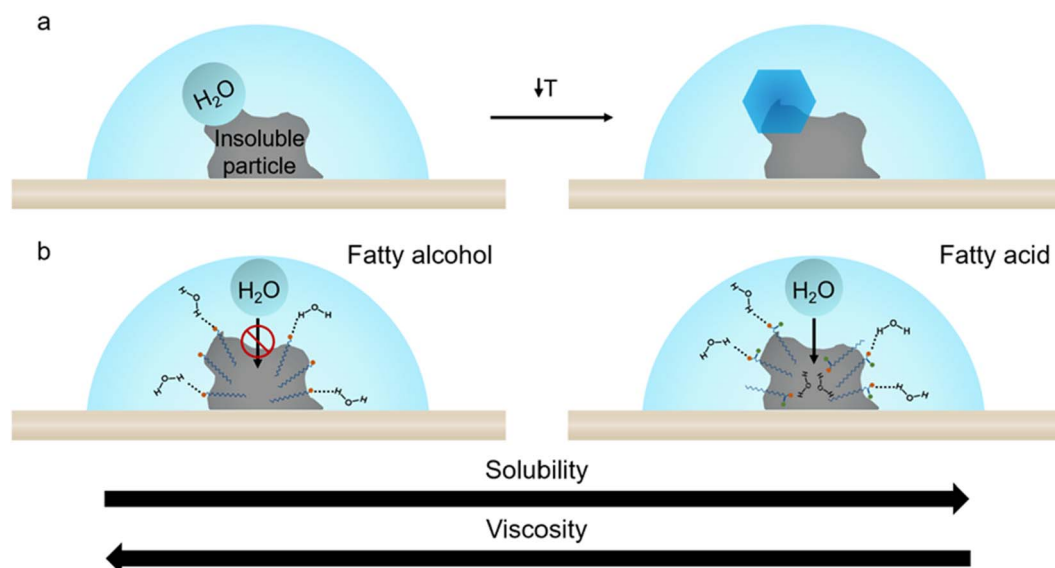 a
H₂O
Insoluble
particle
↓T
b
Fatty alcohol
H₂O
H
O
H
H
O
H
H
O
H
H
O
H
Fatty acid
H₂O
H
O
H
H
O
H
H
O
H
H
O
H
H
O
H
H
O
H
Solubility
Viscosity